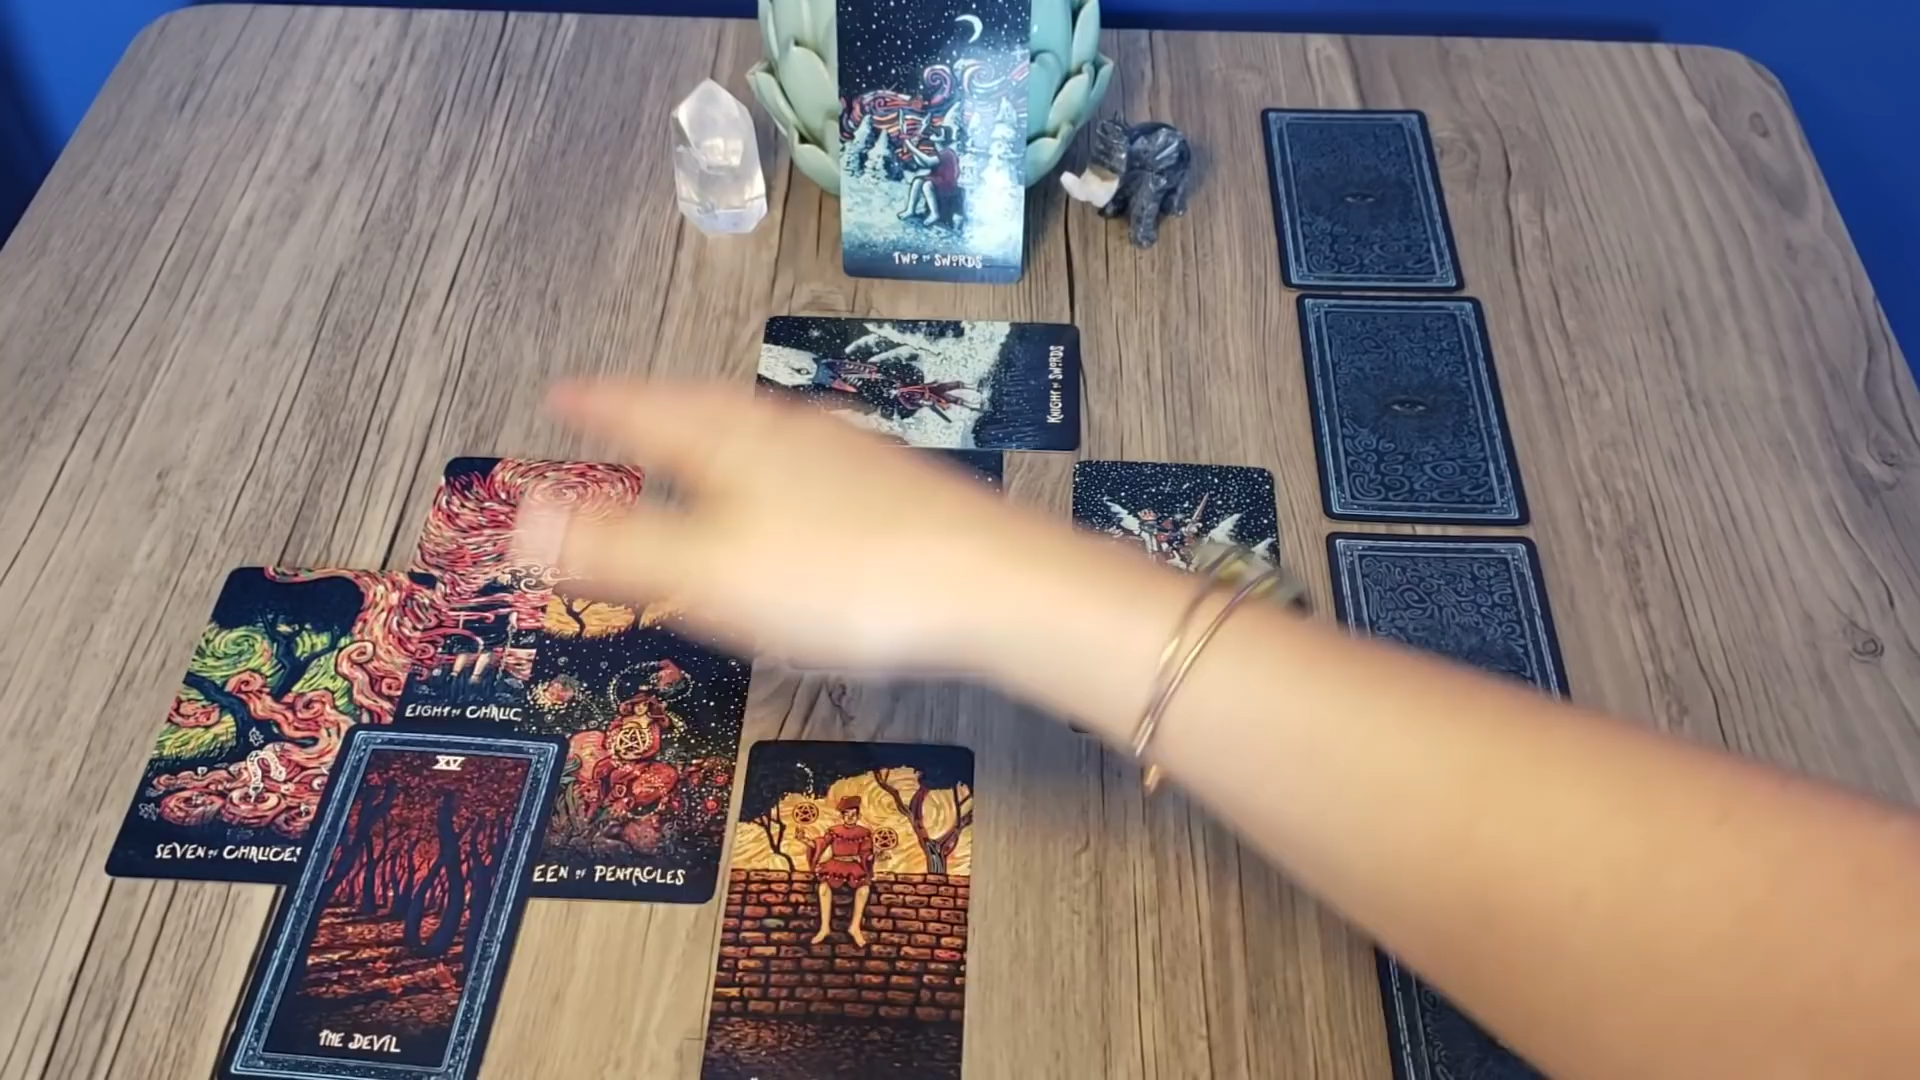 TWO OF SWORDS
KNIGHT OF SWORDS
EIGHT OF CHALIC
SEVEN OF CHALICES
EEN OF PENTACLES
XV
THE DEVIL